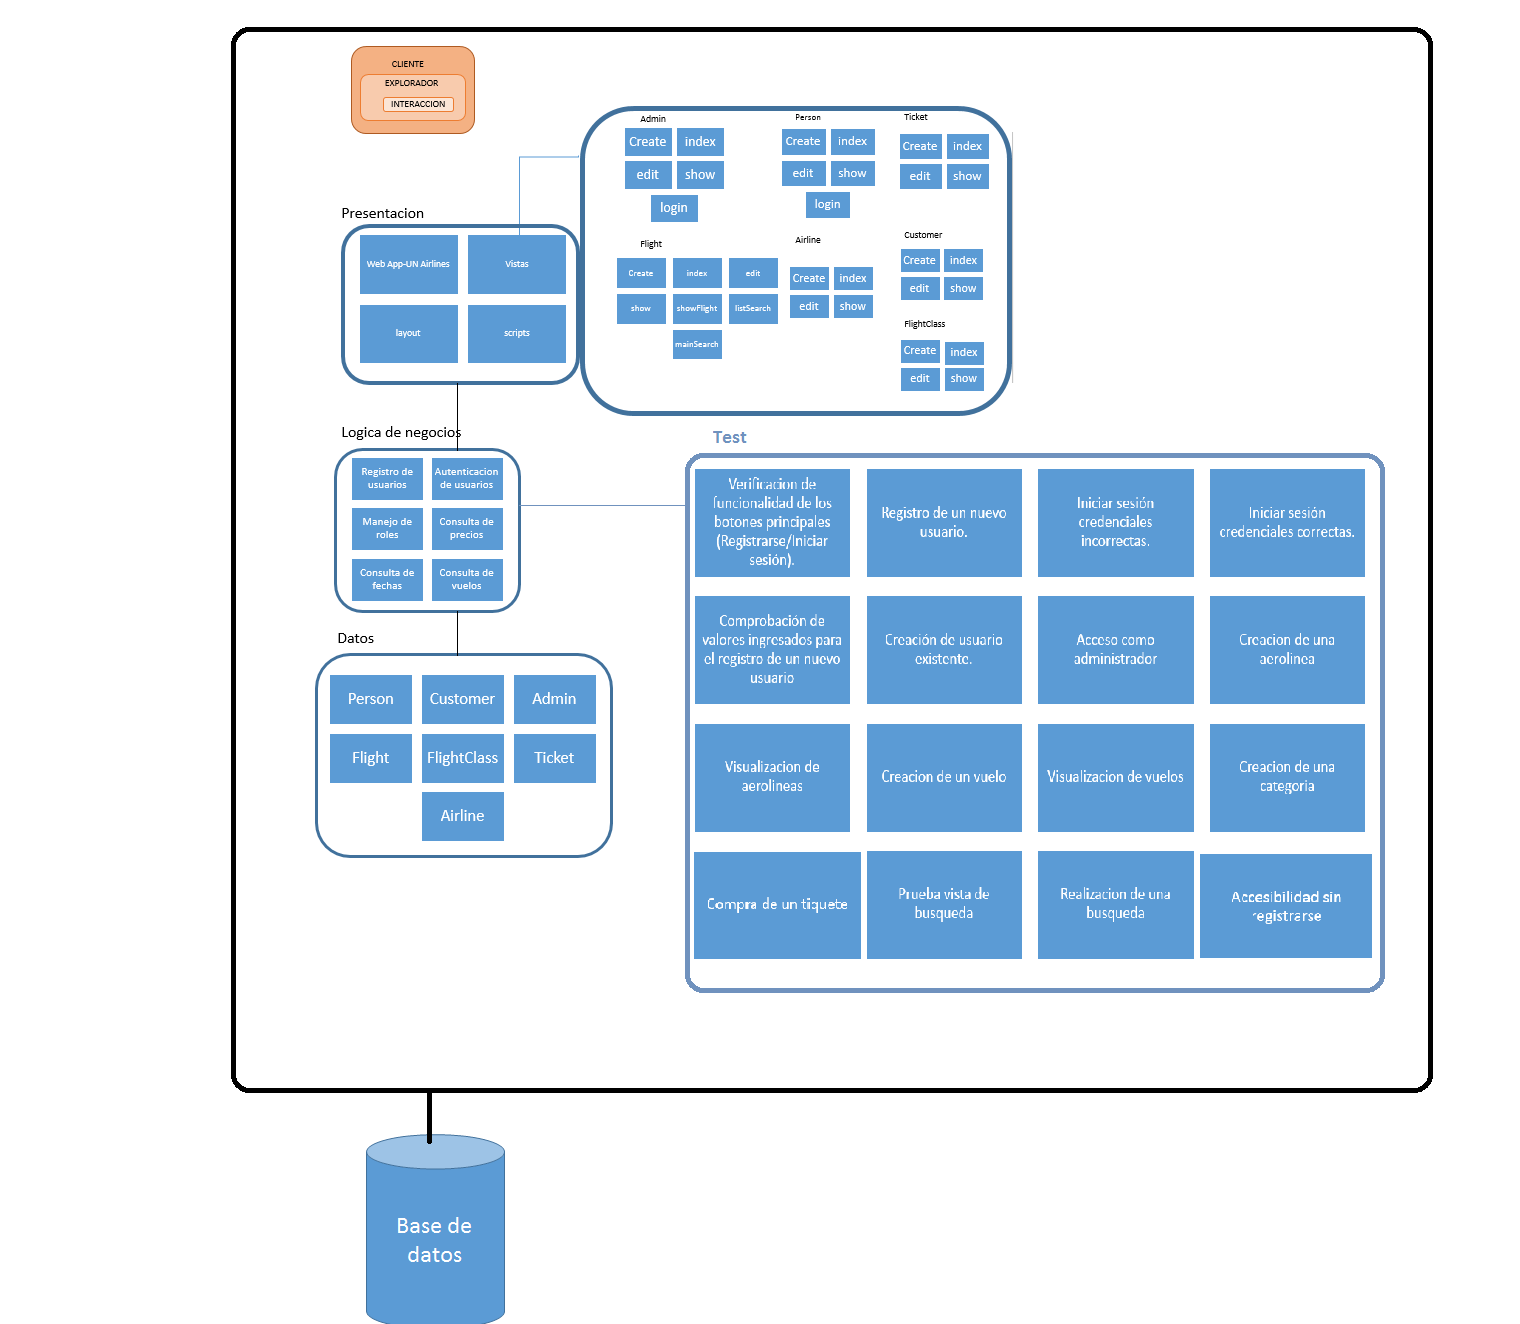 CLIENTE
EXPLORADOR
INTERACCION
Presentacion
Web App-UN Airlines
Vistas
layout
scripts
Admin
Create
index
edit
show
login
Person
Create
index
edit
show
login
Ticket
Create
index
edit
show
Flight
Create
index
edit
show
showFlight
listSearch
mainSearch
Airline
Create
index
edit
show
Customer
Create
index
edit
show
FlightClass
Create
index
edit
show
Logica de negocios
Registro de
usuarios
Autenticacion
de usuarios
Manejo de
roles
Consulta de
precios
Consulta de
fechas
Consulta de
vuelos
Test
Verificacion de
funcionalidad de los
botones principales
(Registrarse/Iniciar
sesión).
Registro de un nuevo
usuario.
Iniciar sesión
credenciales
incorrectas.
Iniciar sesión
credenciales correctas.
Comprobación de
valores ingresados para
el registro de un nuevo
usuario
Creación de usuario
existente.
Acceso como
administrador
Creacion de una
aerolinea
Visualizacion de
aerolineas
Creacion de un vuelo
Visualizacion de vuelos
Creacion de una
categoria
Compra de un tiquete
Prueba vista de
busqueda
Realizacion de una
busqueda
Accesibilidad sin
registrarse
Datos
Person
Customer
Admin
Flight
FlightClass
Ticket
Airline
Base de
datos